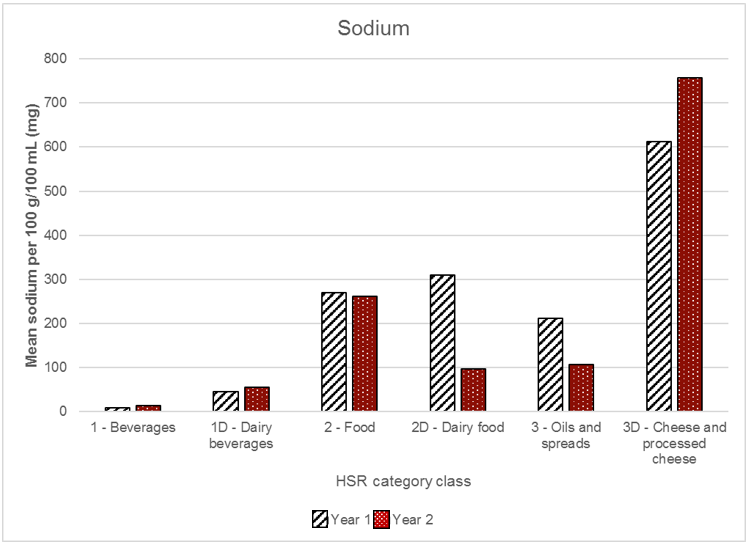 Sodium
Mean sodium per 100 g/100 mL (mg)
800
700
600
500
400
300
200
100
0
1 - Beverages
1D - Dairy
beverages
2 - Food
2D - Dairy food
3 - Oils and
spreads
3D - Cheese and
processed
cheese
HSR category class
Year 1
Year 2